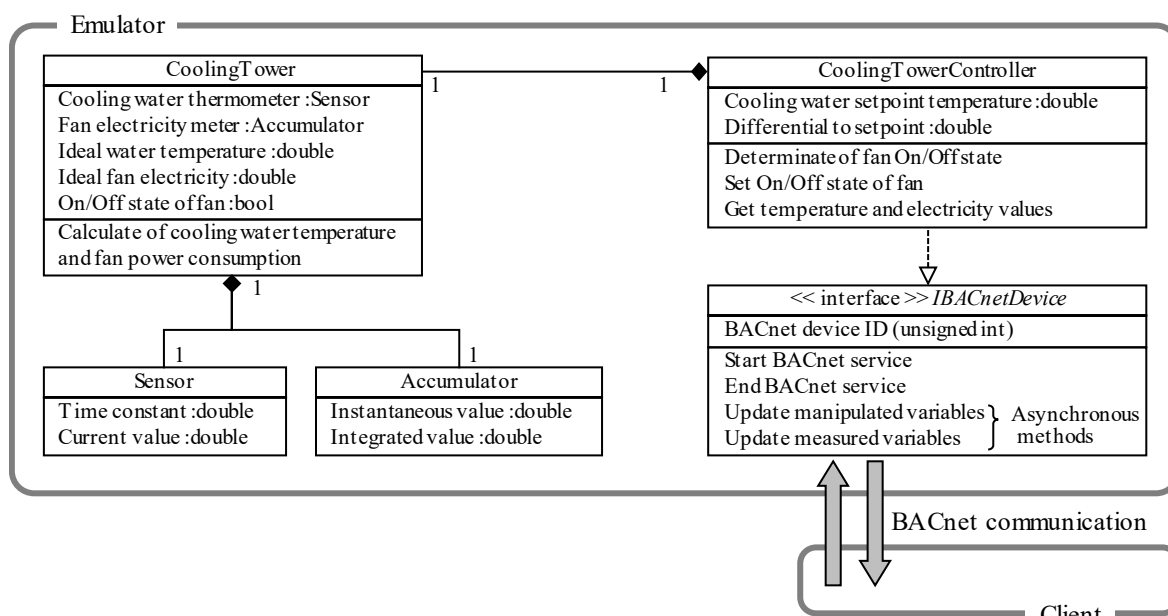 Emulator
CoolingTower
Cooling water thermometer :Sensor
Fan electricity meter :Accumulator
Ideal water temperature :double
Ideal fan electricity :double
On/Off state of fan :bool
Calculate of cooling water temperature
and fan power consumption
1
1
CoolingTowerController
Cooling water setpoint temperature :double
Differential to setpoint :double
Determinate of fan On/Off state
Set On/Off state of fan
Get temperature and electricity values
1
1
1
Sensor
Time constant :double
Current value :double
Accumulator
Instantaneous value :double
Integrated value :double
<< interface >> IBACnetDevice
BACnet device ID (unsigned int)
Start BACnet service
End BACnet service
Update manipulated variables
Update measured variables
Asynchronous
methods
BACnet communication
Client